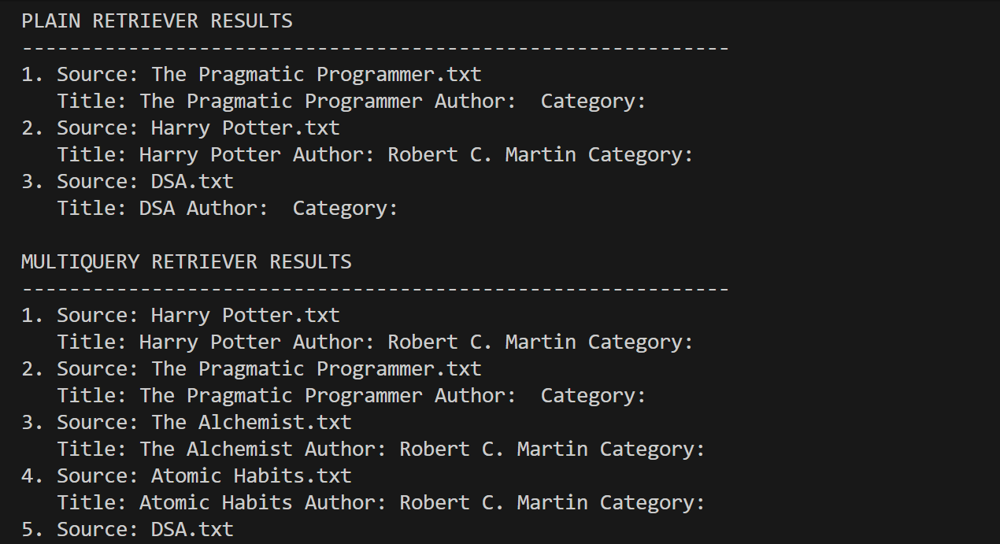 PLAIN RETRIEVER RESULTS
------------------------------------------------------------
1. Source: The Pragmatic Programmer.txt
   Title: The Pragmatic Programmer Author:  Category:
2. Source: Harry Potter.txt
   Title: Harry Potter Author: Robert C. Martin Category:
3. Source: DSA.txt
   Title: DSA Author:  Category:

MULTIQUERY RETRIEVER RESULTS
------------------------------------------------------------
1. Source: Harry Potter.txt
   Title: Harry Potter Author: Robert C. Martin Category:
2. Source: The Pragmatic Programmer.txt
   Title: The Pragmatic Programmer Author:  Category:
3. Source: The Alchemist.txt
   Title: The Alchemist Author: Robert C. Martin Category:
4. Source: Atomic Habits.txt
   Title: Atomic Habits Author: Robert C. Martin Category:
5. Source: DSA.txt